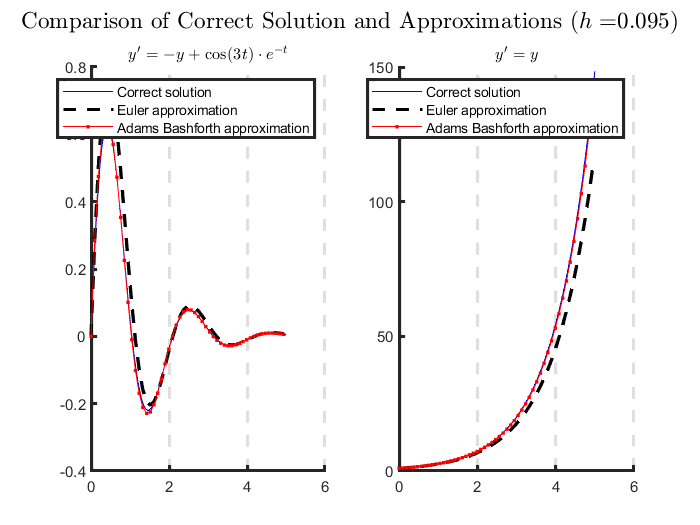 Comparison of Correct Solution and Approximations (h =0.095)
y′ = −y + cos(3t) · e^{−t}
0.8
Correct solution
Euler approximation
Adams Bashforth approximation
0.4
0.2
0
-0.2
-0.4
0
2
4
6
y′ = y
150
Correct solution
Euler approximation
Adams Bashforth approximation
100
50
0
0
2
4
6